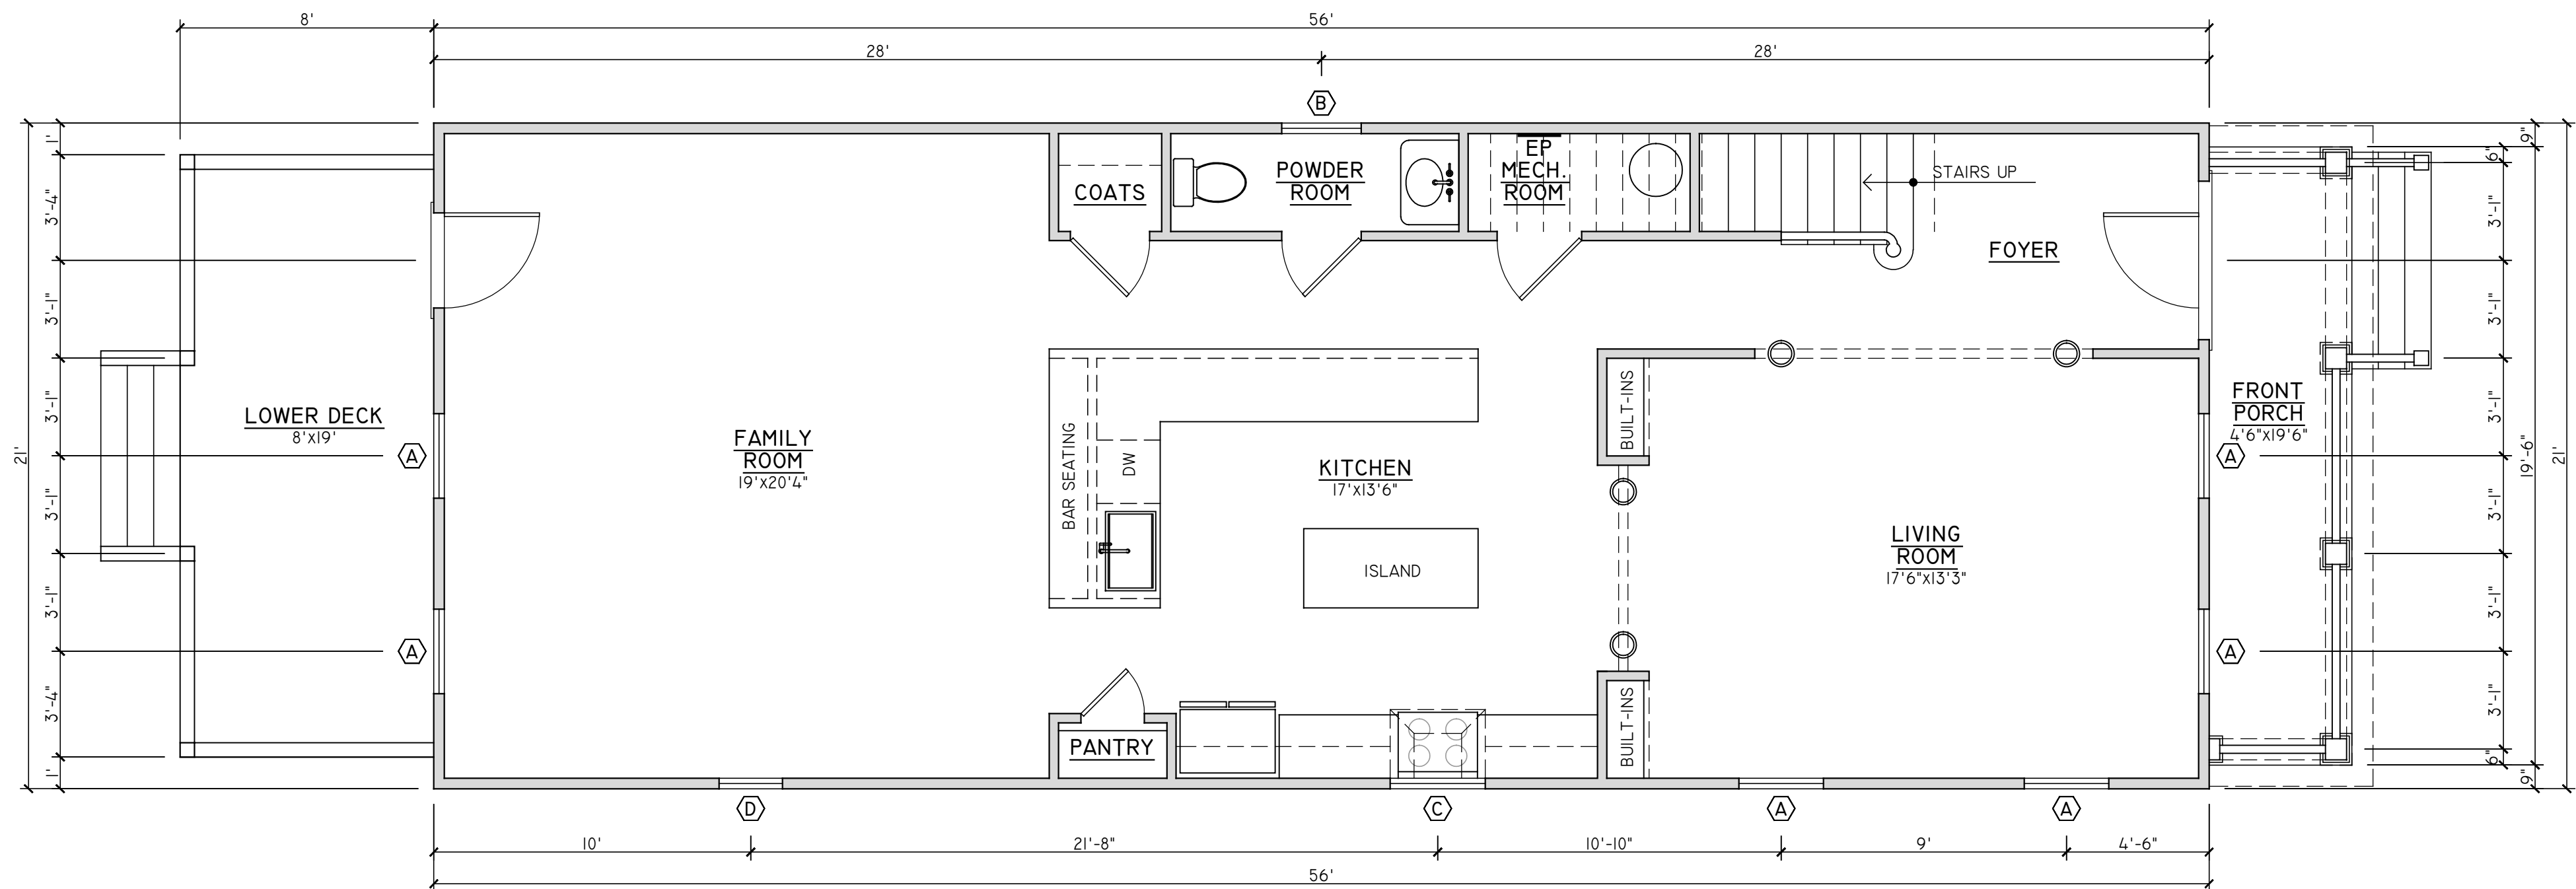 8'
56'
28'
28'
B
1'
3'-4"
3'-1"
3'-1"
3'-1"
3'-1"
3'-4"
1'
21'
LOWER DECK
8'x19'
A
A
FAMILY
ROOM
19'x20'4"
COATS
POWDER
ROOM
EP
MECH.
ROOM
STAIRS UP
FOYER
BAR SEATING
DW
KITCHEN
17'x13'6"
ISLAND
PANTRY
BUILT-INS
BUILT-INS
LIVING
ROOM
17'6"x13'3"
FRONT
PORCH
4'6"x19'6"
A
A
9"
6"
3'-1"
3'-1"
3'-1"
3'-1"
3'-1"
3'-1"
6"
9"
19'-6"
21'
D
C
A
A
10'
21'-8"
10'-10"
9'
4'-6"
56'